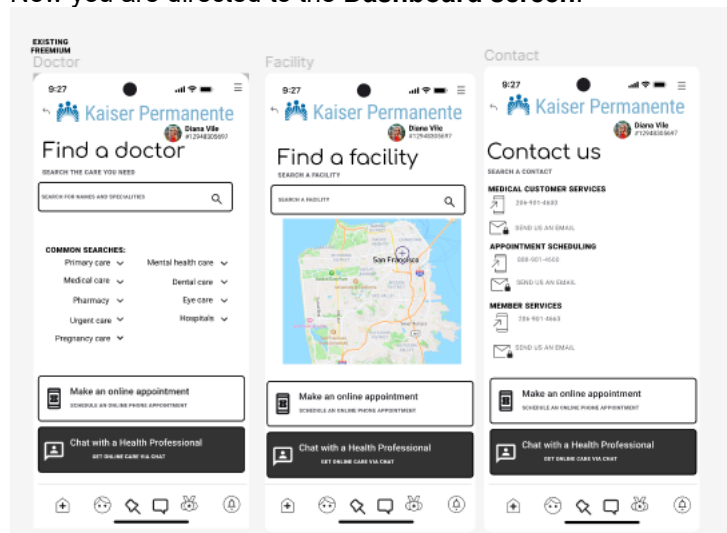 Now you are directed to the Dashboard screen.
EXISTING
FREEMIUM
Doctor
9:27
Kaiser Permanente
Diana Vile
#12948305697
Find a doctor
SEARCH THE CARE YOU NEED
SEARCH FOR NAMES AND SPECIALITIES
COMMON SEARCHES:
Primary care
Mental health care
Medical care
Dental care
Pharmacy
Eye care
Urgent care
Hospitals
Pregnancy care
Make an online appointment
SCHEDULE AN ONLINE PHONE APPOINTMENT
Chat with a Health Professional
GET ONLINE CARE VIA CHAT
Facility
9:27
Kaiser Permanente
Diana Vile
#12948305697
Find a facility
SEARCH A FACILITY
SEARCH A FACILITY
San Francisco
Make an online appointment
SCHEDULE AN ONLINE PHONE APPOINTMENT
Chat with a Health Professional
GET ONLINE CARE VIA CHAT
Contact
9:27
Kaiser Permanente
Diana Vile
#12948305697
Contact us
SEARCH A CONTACT
MEDICAL CUSTOMER SERVICES
206-901-4600
SEND US AN EMAIL
APPOINTMENT SCHEDULING
SEND US AN EMAIL
MEMBER SERVICES
SEND US AN EMAIL
Make an online appointment
SCHEDULE AN ONLINE PHONE APPOINTMENT
Chat with a Health Professional
GET ONLINE CARE VIA CHAT